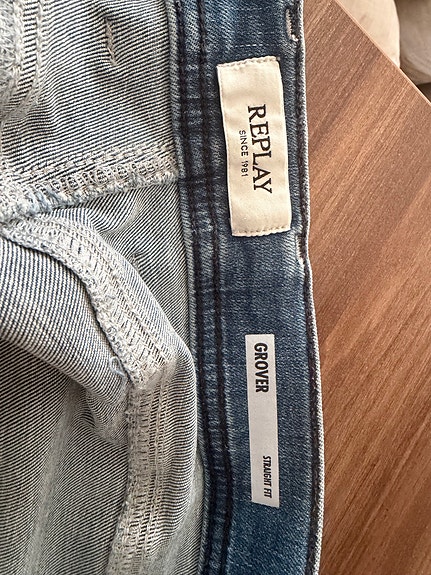 REPLAY
SINCE 1981
GROVER
STRAIGHT FIT